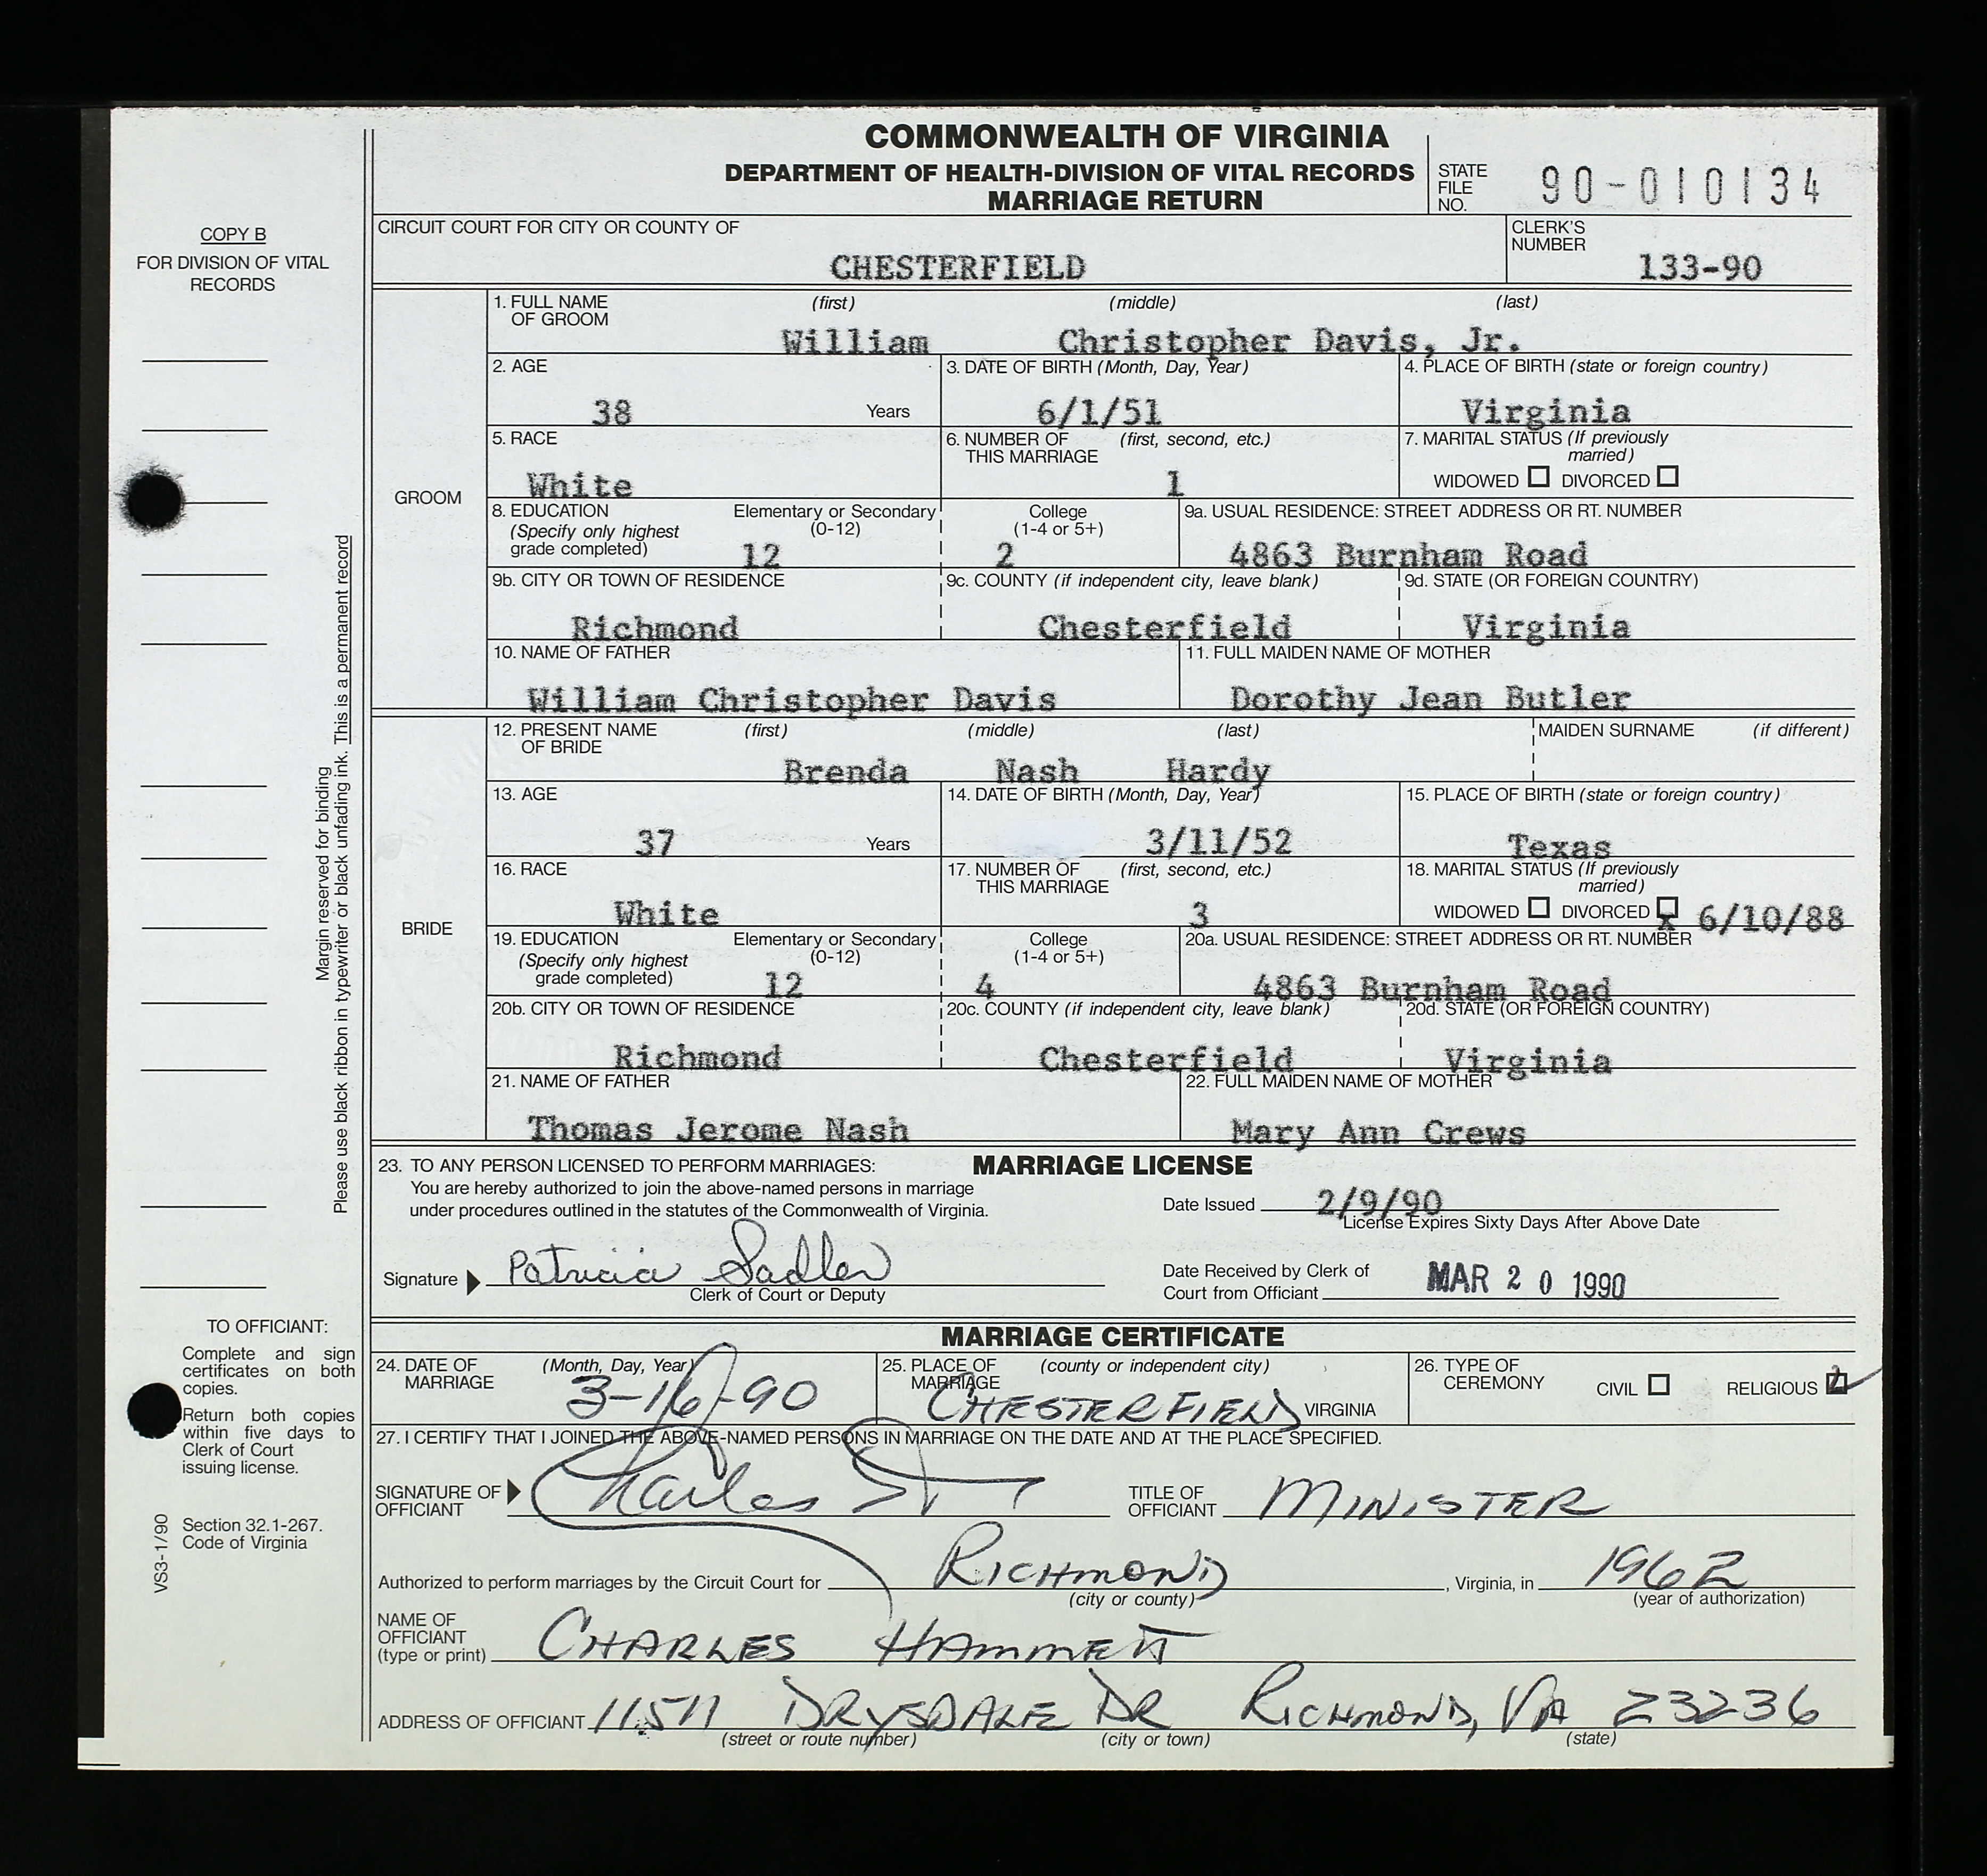 COMMONWEALTH OF VIRGINIA
DEPARTMENT OF HEALTH-DIVISION OF VITAL RECORDS
MARRIAGE RETURN
STATE FILE NO. 90-010134
COPY B
FOR DIVISION OF VITAL RECORDS
CIRCUIT COURT FOR CITY OR COUNTY OF
CHESTERFIELD
CLERK'S NUMBER
133-90
GROOM
1. FULL NAME OF GROOM (first) (middle) (last)
William Christopher Davis, Jr.
2. AGE
38 Years
3. DATE OF BIRTH (Month, Day, Year)
6/1/51
4. PLACE OF BIRTH (state or foreign country)
Virginia
5. RACE
White
6. NUMBER OF THIS MARRIAGE (first, second, etc.)
1
7. MARITAL STATUS (If previously married)
WIDOWED DIVORCED
8. EDUCATION (Specify only highest grade completed)
Elementary or Secondary (0-12)
12
College (1-4 or 5+)
2
9a. USUAL RESIDENCE: STREET ADDRESS OR RT. NUMBER
4863 Burnham Road
9b. CITY OR TOWN OF RESIDENCE
Richmond
9c. COUNTY (if independent city, leave blank)
Chesterfield
9d. STATE (OR FOREIGN COUNTRY)
Virginia
10. NAME OF FATHER
William Christopher Davis
11. FULL MAIDEN NAME OF MOTHER
Dorothy Jean Butler
BRIDE
12. PRESENT NAME OF BRIDE (first) (middle) (last)
Brenda Nash Hardy
MAIDEN SURNAME (if different)
13. AGE
37 Years
14. DATE OF BIRTH (Month, Day, Year)
3/11/52
15. PLACE OF BIRTH (state or foreign country)
Texas
16. RACE
White
17. NUMBER OF THIS MARRIAGE (first, second, etc.)
3
18. MARITAL STATUS (If previously married)
WIDOWED DIVORCED x 6/10/88
19. EDUCATION (Specify only highest grade completed)
Elementary or Secondary (0-12)
12
College (1-4 or 5+)
4
20a. USUAL RESIDENCE: STREET ADDRESS OR RT. NUMBER
4863 Burnham Road
20b. CITY OR TOWN OF RESIDENCE
Richmond
20c. COUNTY (if independent city, leave blank)
Chesterfield
20d. STATE (OR FOREIGN COUNTRY)
Virginia
21. NAME OF FATHER
Thomas Jerome Nash
22. FULL MAIDEN NAME OF MOTHER
Mary Ann Crews
Margin reserved for binding
Please use black ribbon in typewriter or black unfading ink. This is a permanent record
23. TO ANY PERSON LICENSED TO PERFORM MARRIAGES:
MARRIAGE LICENSE
You are hereby authorized to join the above-named persons in marriage
under procedures outlined in the statutes of the Commonwealth of Virginia.
Date Issued 2/9/90
License Expires Sixty Days After Above Date
Signature Patricia Sadler
Clerk of Court or Deputy
Date Received by Clerk of
Court from Officiant MAR 20 1990
MARRIAGE CERTIFICATE
24. DATE OF MARRIAGE (Month, Day, Year)
3-16-90
25. PLACE OF MARRIAGE (county or independent city)
CHESTERFIELD VIRGINIA
26. TYPE OF CEREMONY CIVIL RELIGIOUS
27. I CERTIFY THAT I JOINED THE ABOVE-NAMED PERSONS IN MARRIAGE ON THE DATE AND AT THE PLACE SPECIFIED.
SIGNATURE OF OFFICIANT Charles
TITLE OF OFFICIANT MINISTER
Authorized to perform marriages by the Circuit Court for RICHMOND, Virginia, in 1962
(city or county) (year of authorization)
NAME OF OFFICIANT (type or print) CHARLES HAMMETT
ADDRESS OF OFFICIANT 11511 DRYSDALE DR RICHMOND, VA 23236
(street or route number) (city or town) (state)
TO OFFICIANT:
Complete and sign
certificates on both
copies.
Return both copies
within five days to
Clerk of Court
issuing license.
Section 32.1-267.
Code of Virginia
VS3-1/90